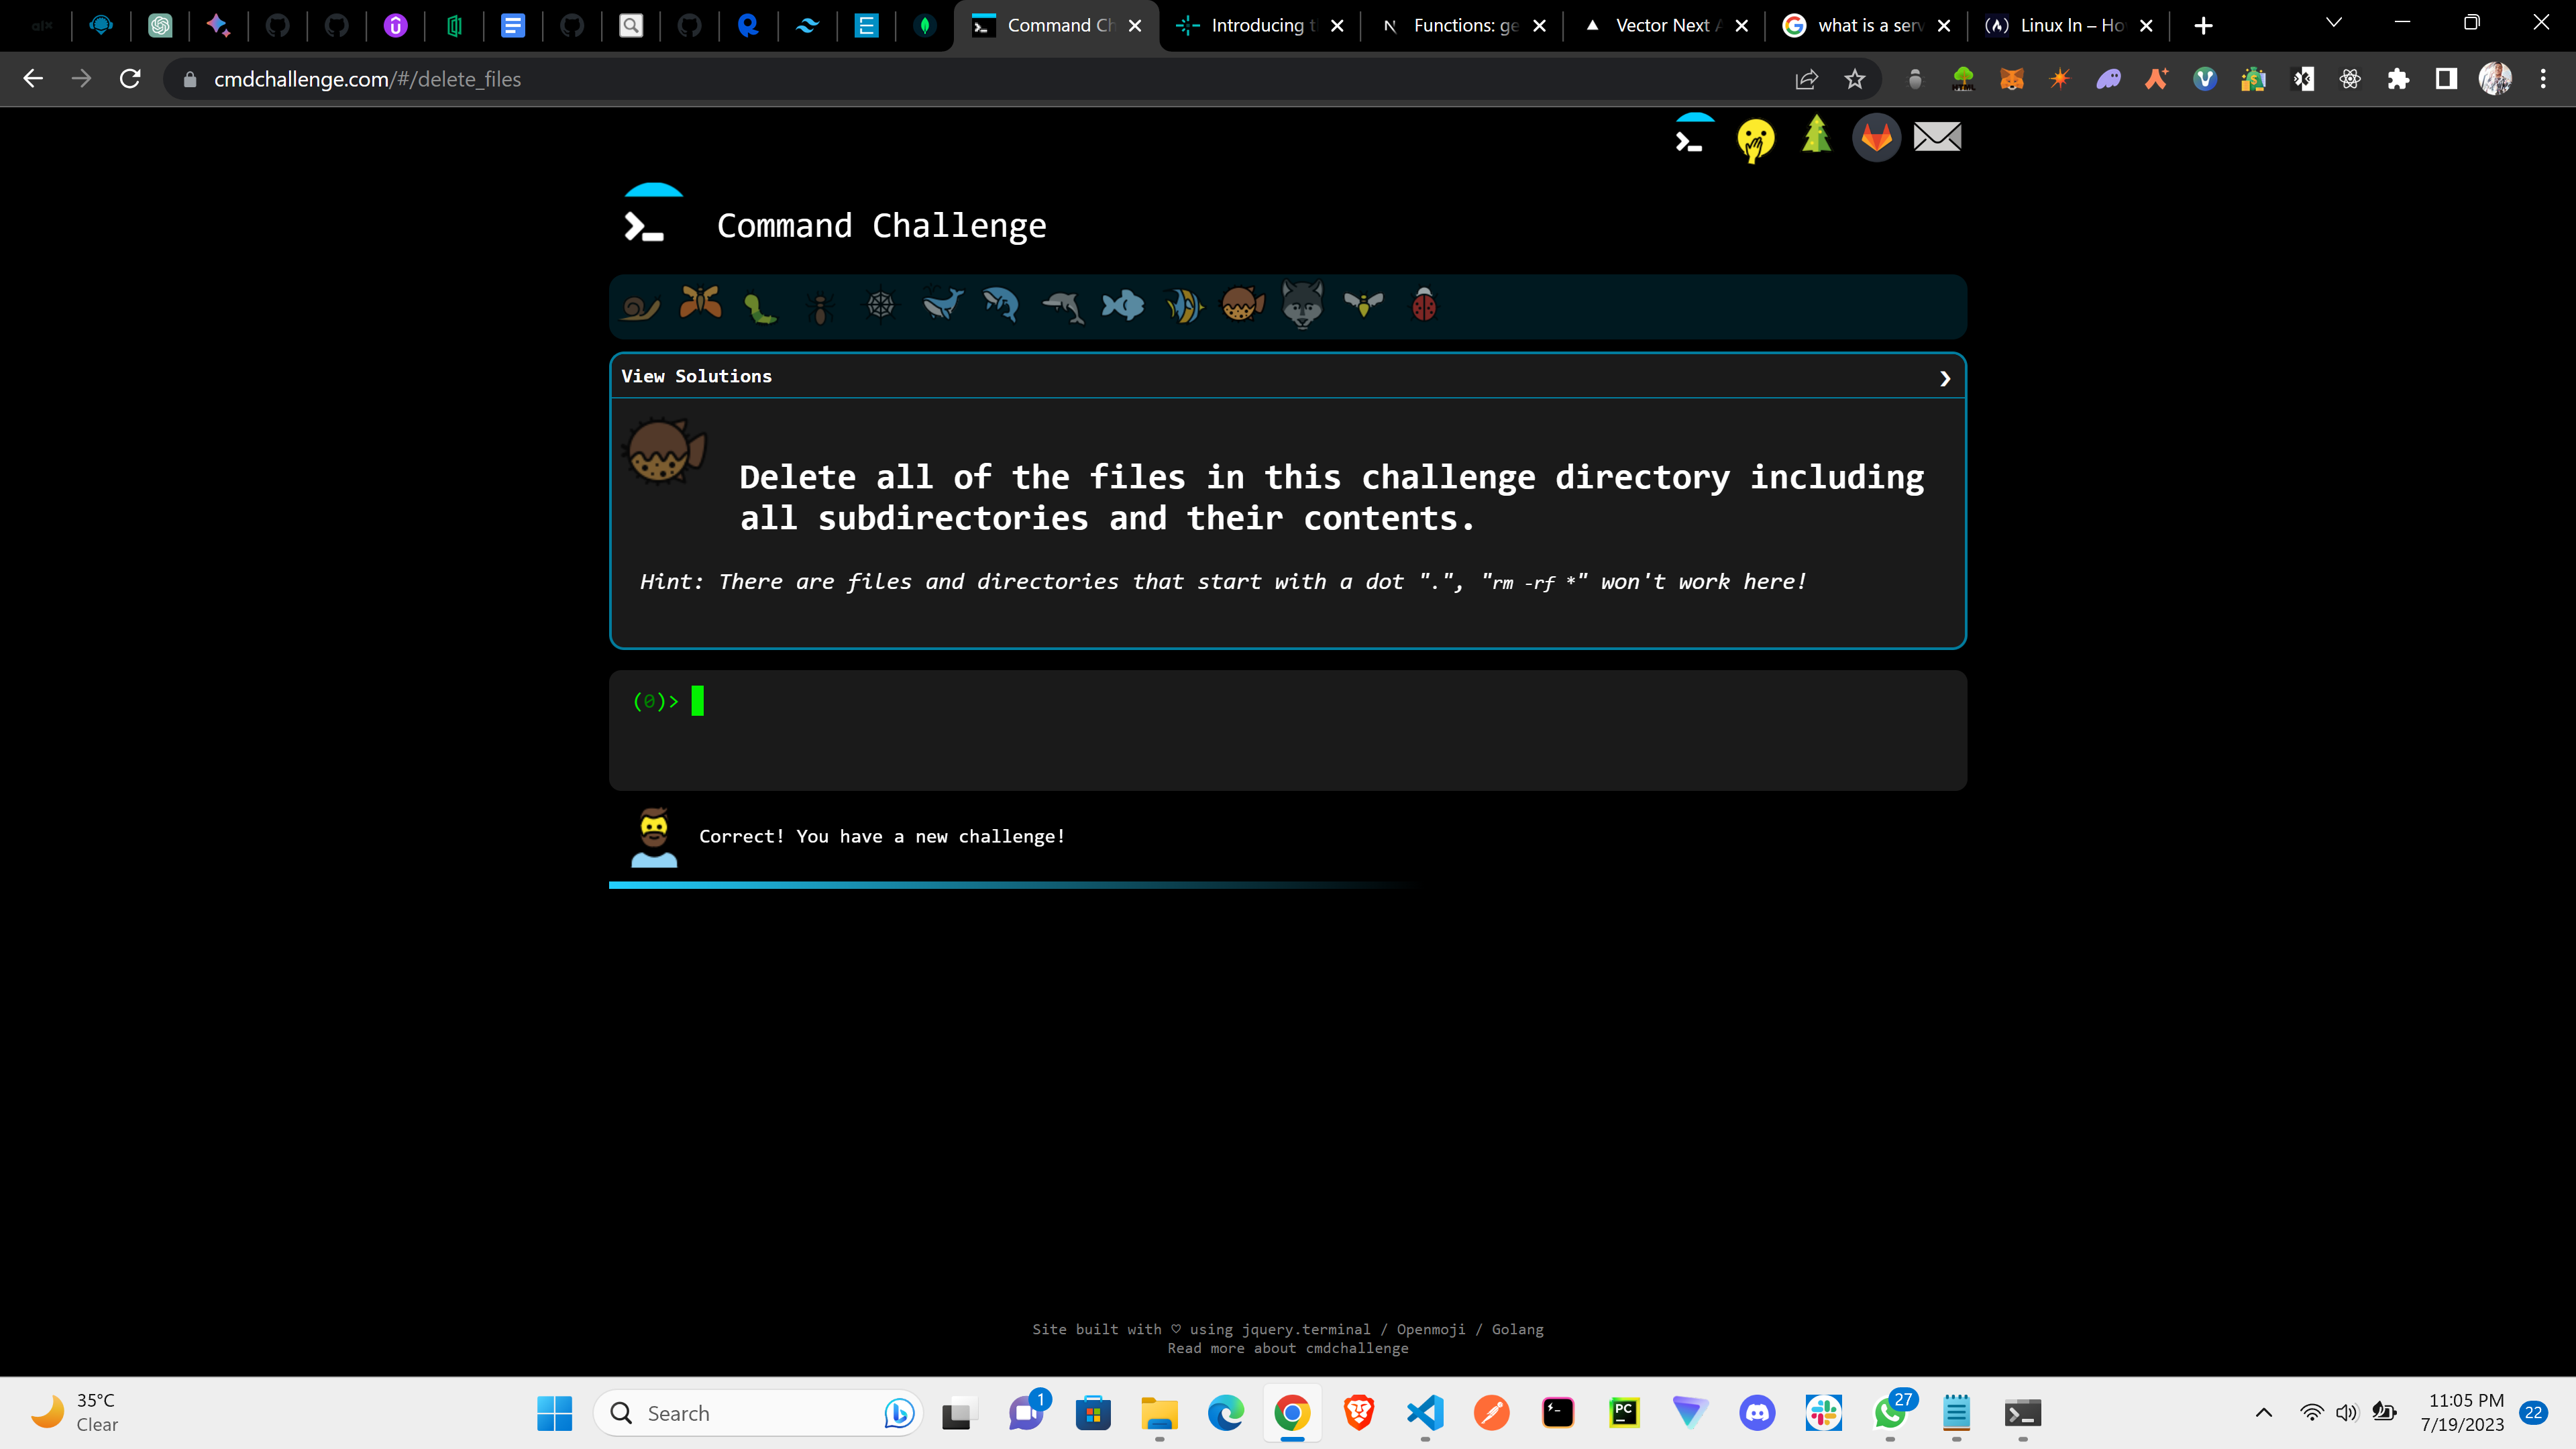 Command Ch
Introducing t
Functions: ge
Vector Next A
what is a serv
Linux In – Ho
cmdchallenge.com/#/delete_files
Command Challenge
View Solutions
Delete all of the files in this challenge directory including
all subdirectories and their contents.
Hint: There are files and directories that start with a dot ".", "rm -rf *" won't work here!
(0)>
Correct! You have a new challenge!
Site built with ♡ using jquery.terminal / Openmoji / Golang
Read more about cmdchallenge
35°C
Clear
Search
1
PC
27
11:05 PM
7/19/2023
22